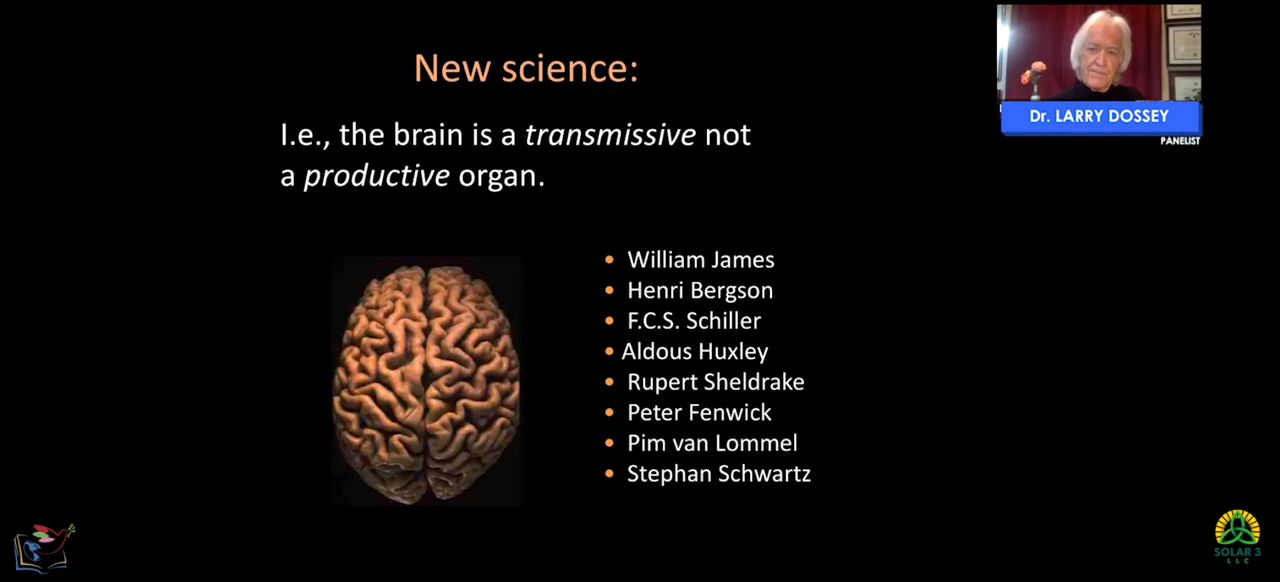 New science:
I.e., the brain is a transmissive not
a productive organ.
• William James
• Henri Bergson
• F.C.S. Schiller
• Aldous Huxley
• Rupert Sheldrake
• Peter Fenwick
• Pim van Lommel
• Stephan Schwartz
Dr. LARRY DOSSEY
PANELIST
SOLAR 3
LLC